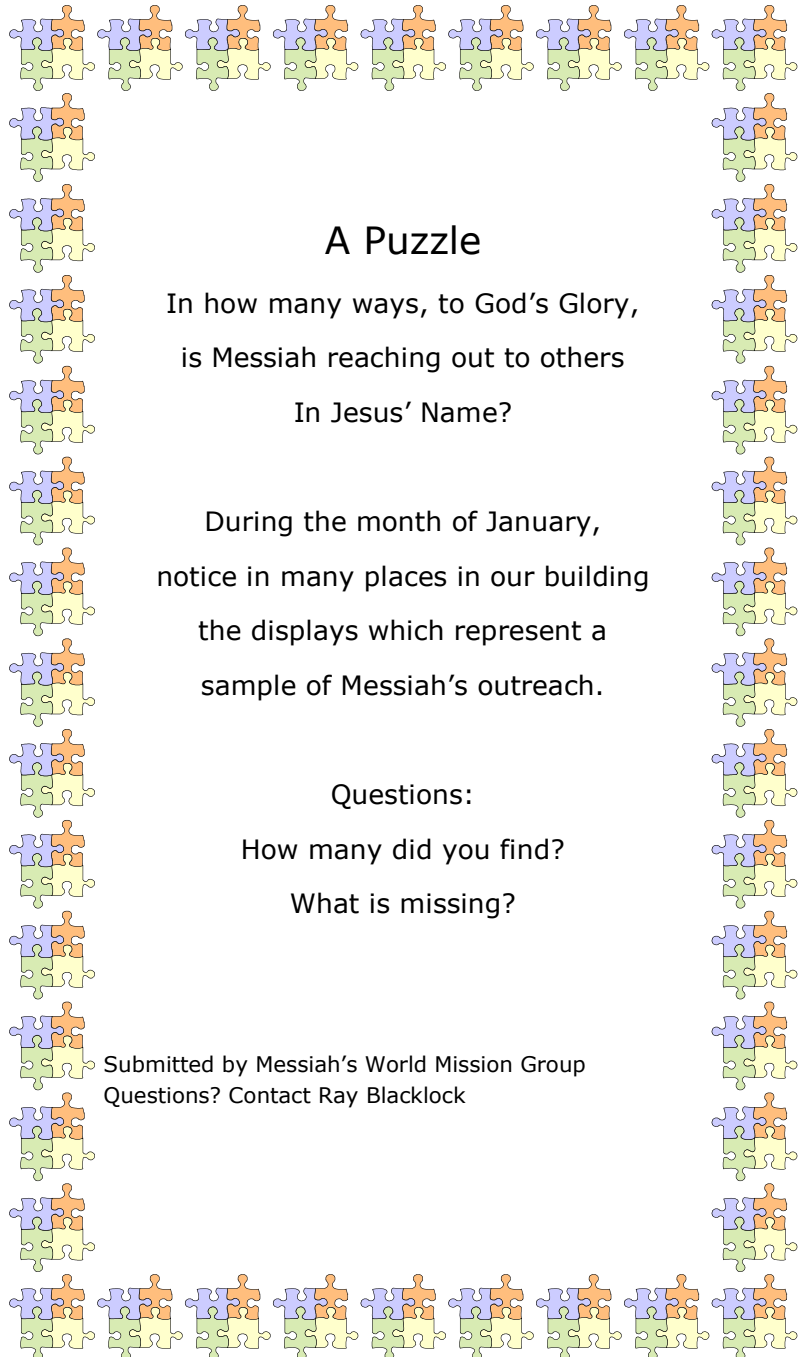 A Puzzle
In how many ways, to God’s Glory,
is Messiah reaching out to others
In Jesus’ Name?
During the month of January,
notice in many places in our building
the displays which represent a
sample of Messiah’s outreach.
Questions:
How many did you find?
What is missing?
Submitted by Messiah’s World Mission Group
Questions? Contact Ray Blacklock